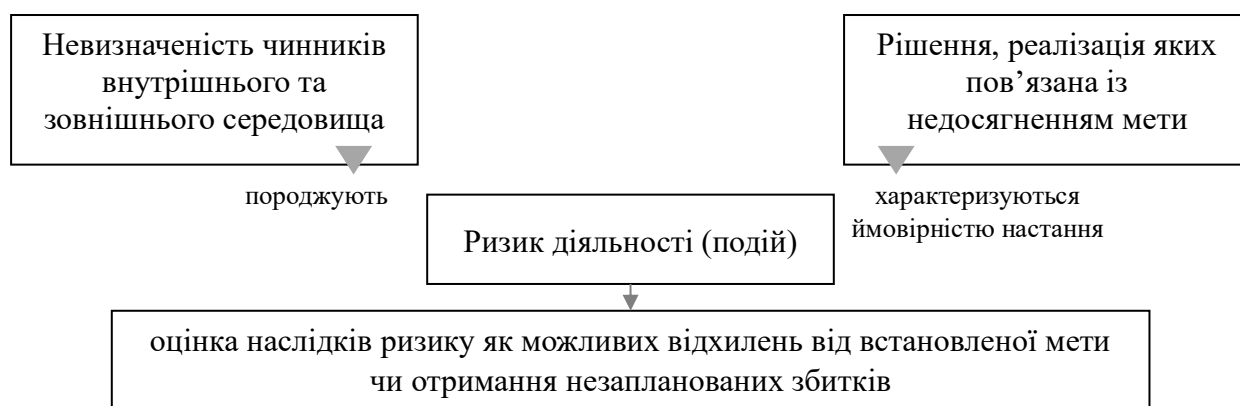 Невизначеність чинників
внутрішнього та
зовнішнього середовища
Рішення, реалізація яких
пов’язана із
недосягненням мети
породжують
характеризуються
ймовірністю настання
Ризик діяльності (подій)
оцінка наслідків ризику як можливих відхилень від встановленої мети
чи отримання незапланованих збитків